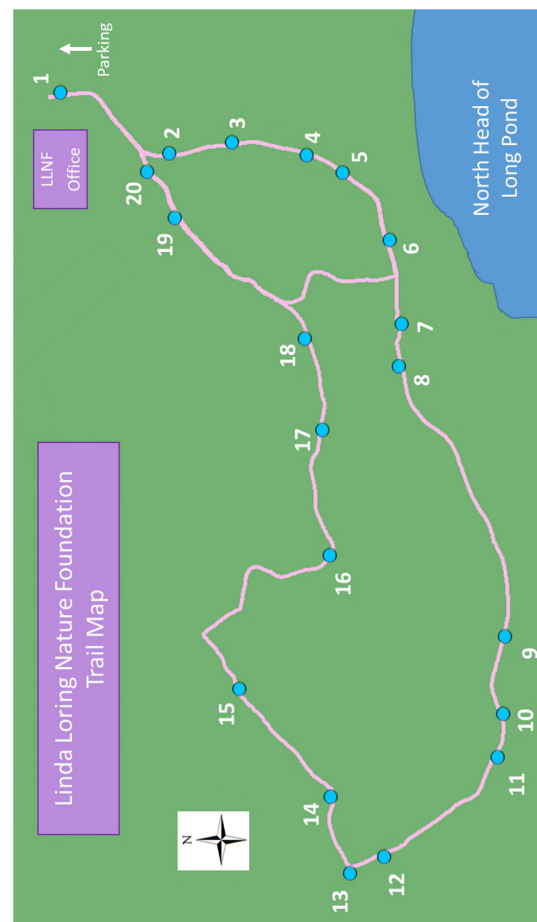 Linda Loring Nature Foundation
Trail Map
LLNF
Office
Parking
1
2
3
4
5
6
7
8
9
10
11
12
13
14
15
16
17
18
19
20
N
North Head of
Long Pond